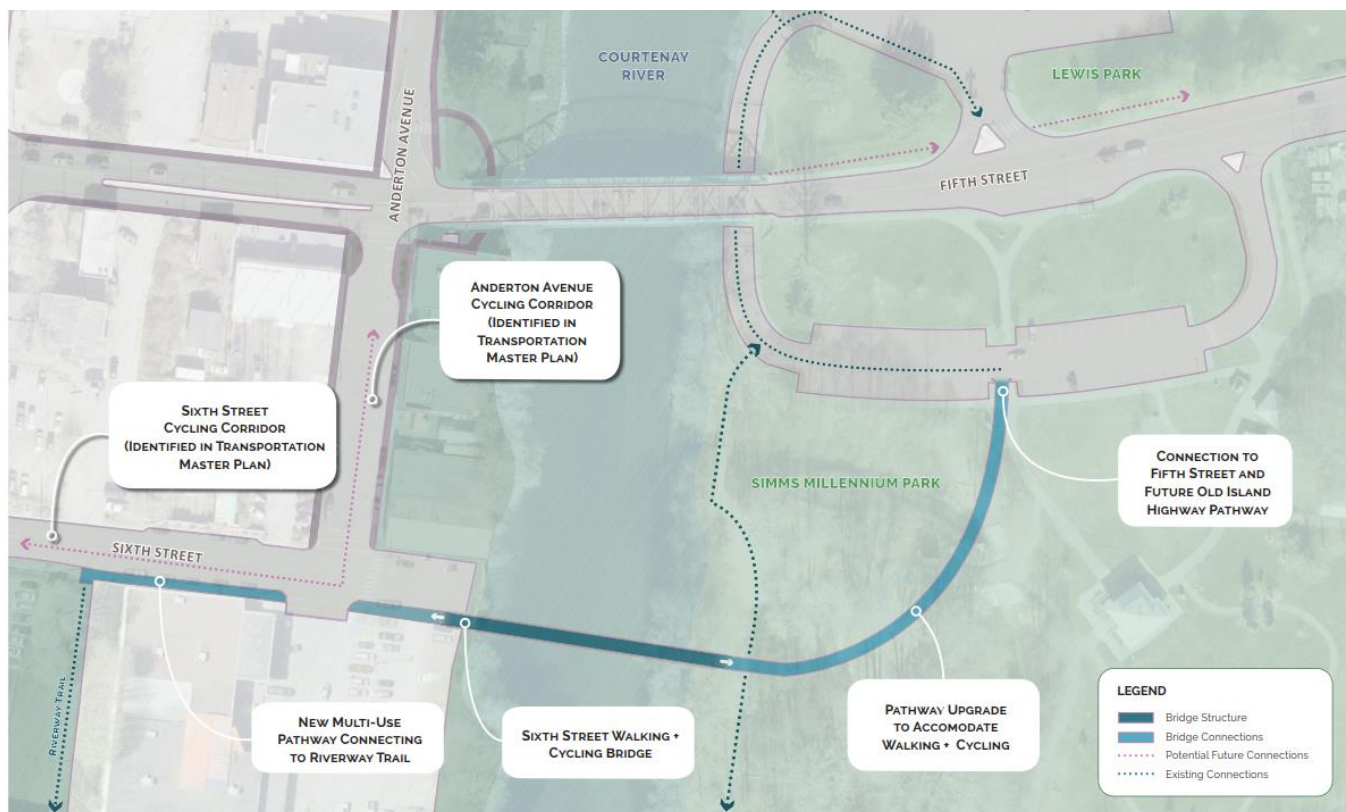 COURTENAY
RIVER
LEWIS PARK
ANDERTON AVENUE
FIFTH STREET
ANDERTON AVENUE
CYCLING CORRIDOR
(IDENTIFIED IN
TRANSPORTATION
MASTER PLAN)
SIXTH STREET
CYCLING CORRIDOR
(IDENTIFIED IN TRANSPORTATION
MASTER PLAN)
CONNECTION TO
FIFTH STREET AND
FUTURE OLD ISLAND
HIGHWAY PATHWAY
SIMMS MILLENNIUM PARK
SIXTH STREET
RIVERWAY TRAIL
NEW MULTI-USE
PATHWAY CONNECTING
TO RIVERWAY TRAIL
SIXTH STREET WALKING +
CYCLING BRIDGE
PATHWAY UPGRADE
TO ACCOMODATE
WALKING + CYCLING
LEGEND
Bridge Structure
Bridge Connections
Potential Future Connections
Existing Connections